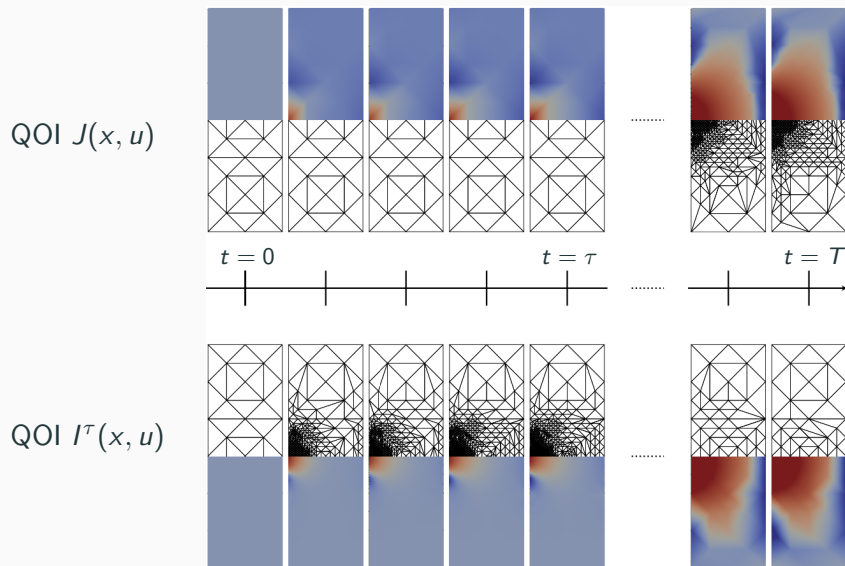 QOI J(x, u)
t = 0
t = τ
t = T
QOI I^τ(x, u)